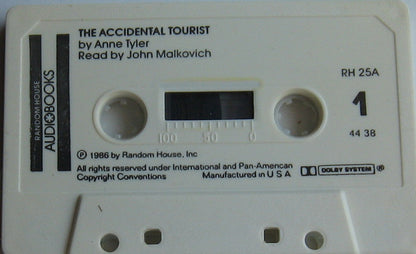 THE ACCIDENTAL TOURIST
by Anne Tyler
Read by John Malkovich
RANDOM HOUSE
AUDIOBOOKS
RH 25A
1
44 38
100 50 0
℗ 1986 by Random House, Inc
All rights reserved under International and Pan-American
Copyright Conventions Manufactured in U S A
DOLBY SYSTEM ®